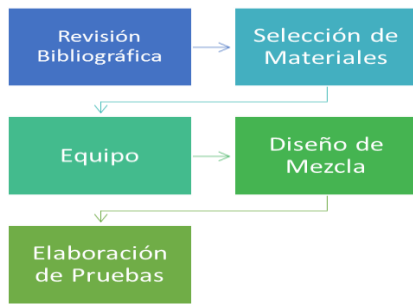 Revisión
Bibliográfica
Selección de
Materiales
Equipo
Diseño de
Mezcla
Elaboración
de Pruebas